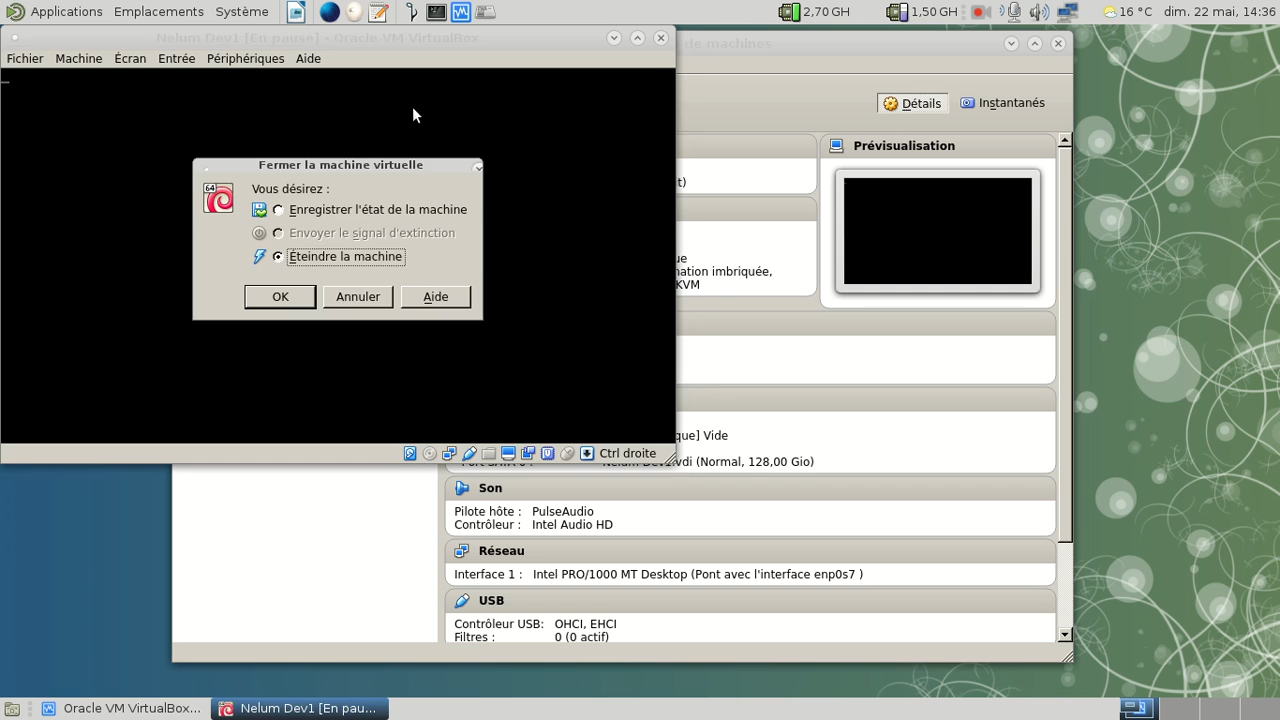 Applications Emplacements Système 2,70 GH 1,50 GH 16 °C dim. 22 mai, 14:36
Nelum Dev1 [En pause] - Oracle VM VirtualBox
de machines
Fichier Machine Écran Entrée Périphériques Aide
Détails Instantanés
Prévisualisation
Fermer la machine virtuelle
64
Vous désirez :
Enregistrer l'état de la machine
Envoyer le signal d'extinction
Éteindre la machine
OK Annuler Aide
t)
ue
nation imbriquée,
KVM
que] Vide
Ctrl droite
Port SATA 0 : Nelum Dev1.vdi (Normal, 128,00 Gio)
Son
Pilote hôte : PulseAudio
Contrôleur : Intel Audio HD
Réseau
Interface 1 : Intel PRO/1000 MT Desktop (Pont avec l'interface enp0s7 )
USB
Contrôleur USB: OHCI, EHCI
Filtres : 0 (0 actif)
Oracle VM VirtualBox... Nelum Dev1 [En pau...